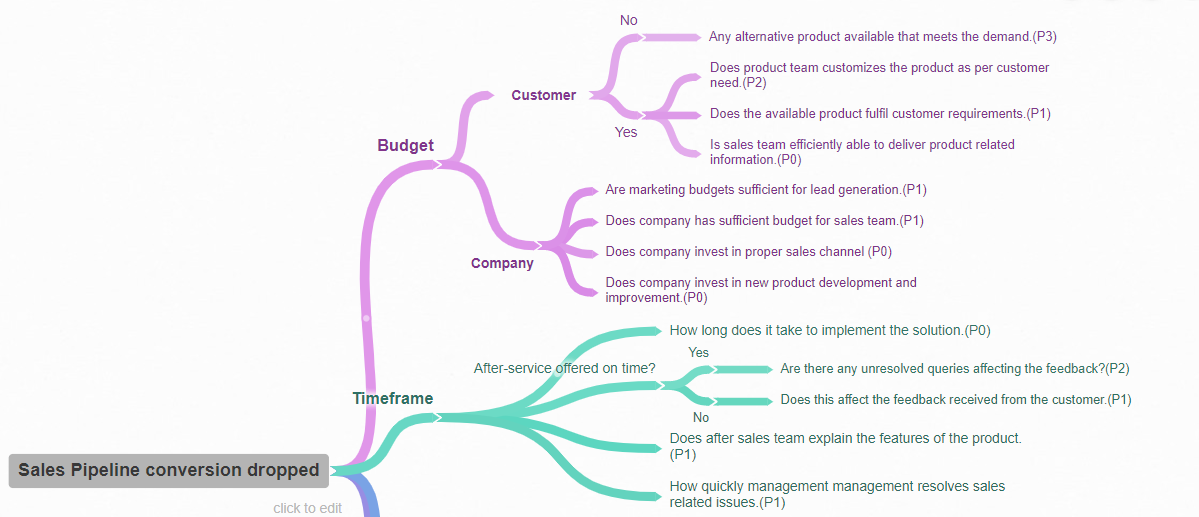 No
Any alternative product available that meets the demand.(P3)
Does product team customizes the product as per customer
need.(P2)
Customer
Does the available product fulfil customer requirements.(P1)
Yes
Is sales team efficiently able to deliver product related
information.(P0)
Budget
Are marketing budgets sufficient for lead generation.(P1)
Does company has sufficient budget for sales team.(P1)
Does company invest in proper sales channel (P0)
Company
Does company invest in new product development and
improvement.(P0)
How long does it take to implement the solution.(P0)
Yes
After-service offered on time?
Are there any unresolved queries affecting the feedback?(P2)
Timeframe
Does this affect the feedback received from the customer.(P1)
No
Does after sales team explain the features of the product.
(P1)
Sales Pipeline conversion dropped
How quickly management management resolves sales
related issues.(P1)
click to edit